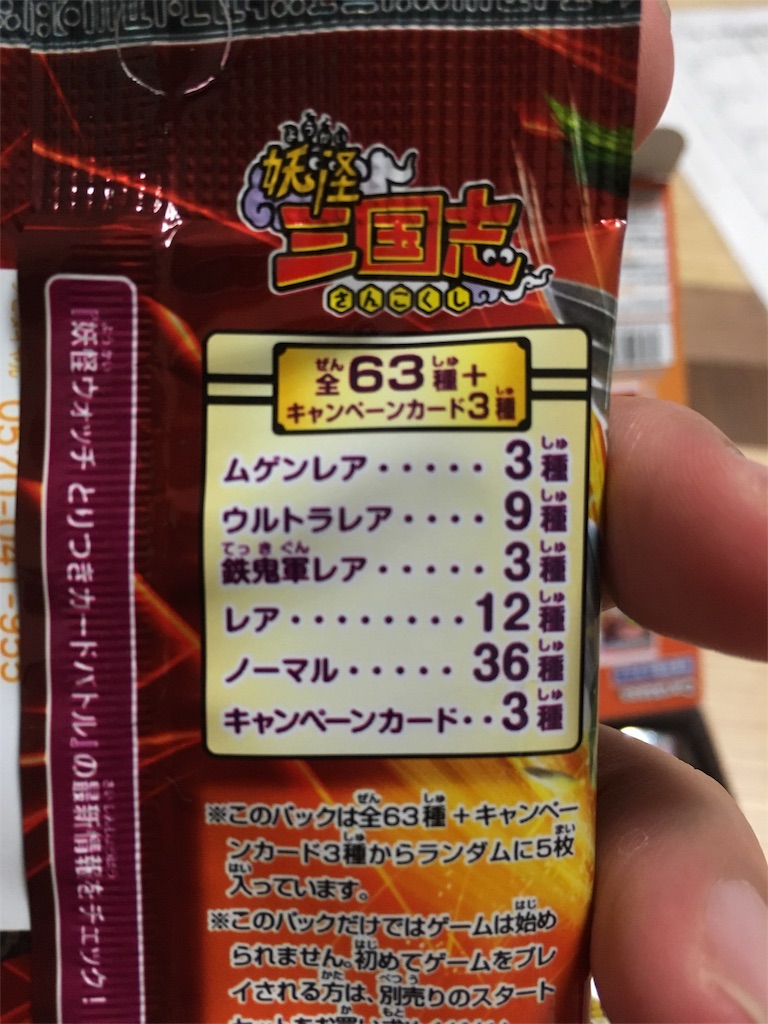 ようかい
妖怪
三国志
さんごくし
全63種+
キャンペーンカード3種
ムゲンレア・・・・・3種
ウルトラレア・・・・9種
鉄鬼軍レア・・・・・3種
レア・・・・・・・・12種
ノーマル・・・・・36種
キャンペーンカード・・3種
※このパックは全63種+キャンペー
ンカード3種からランダムに5枚
入っています。
※このパックだけではゲームは始め
られません。初めてゲームをプレ
イされる方は、別売りのスタート
『妖怪ウォッチ とりつきカードバトル』の最新情報をチェック!
0570-041-